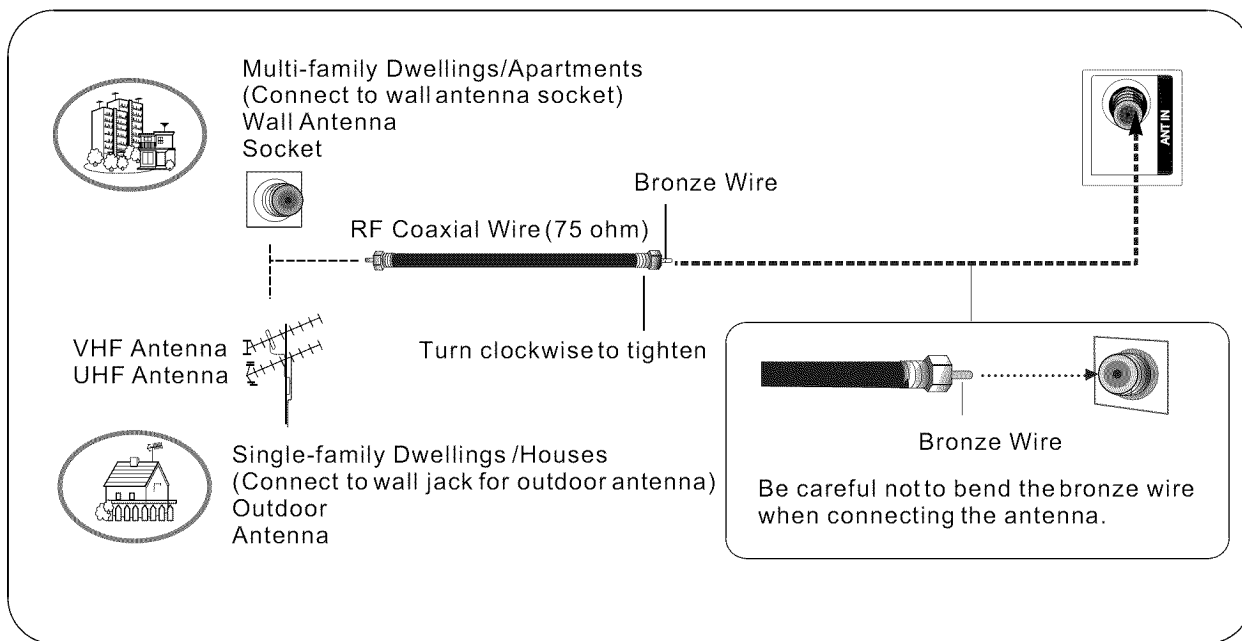 Multi-family Dwellings/Apartments
(Connect to wall antenna socket)
Wall Antenna
Socket
ANT IN
Bronze Wire
RF Coaxial Wire (75 ohm)
VHF Antenna
UHF Antenna
Turn clockwise to tighten
Bronze Wire
Be careful not to bend the bronze wire
when connecting the antenna.
Single-family Dwellings /Houses
(Connect to wall jack for outdoor antenna)
Outdoor
Antenna